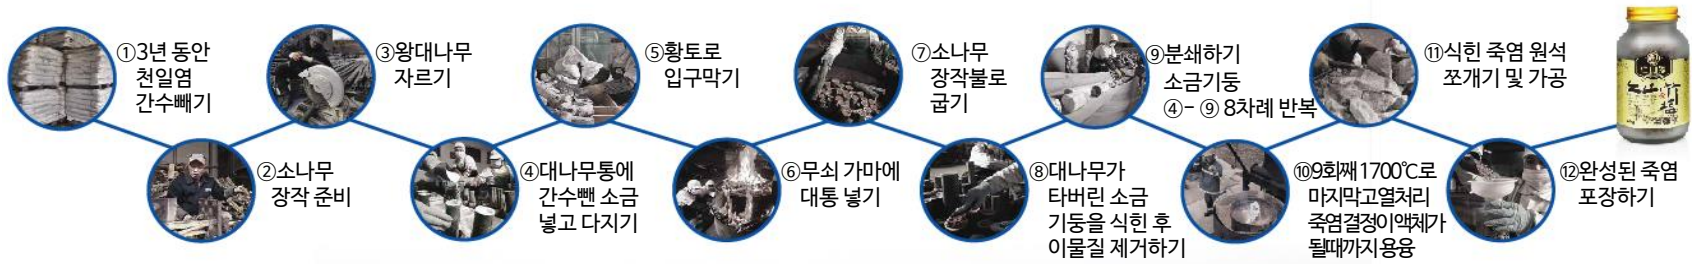 ①3년 동안
천일염
간수빼기
②소나무
장작 준비
③왕대나무
자르기
④대나무통에
간수뺀 소금
넣고 다지기
⑤황토로
입구막기
⑥무쇠 가마에
대통 넣기
⑦소나무
장작불로
굽기
⑧대나무가
타버린 소금
기둥을 식힌 후
이물질 제거하기
⑨분쇄하기
소금기둥
④- ⑨ 8차례 반복
⑩9회째 1700℃로
마지막고열처리
죽염결정이액체가
될때까지용융
⑪식힌 죽염 원석
쪼개기 및 가공
⑫완성된 죽염
포장하기